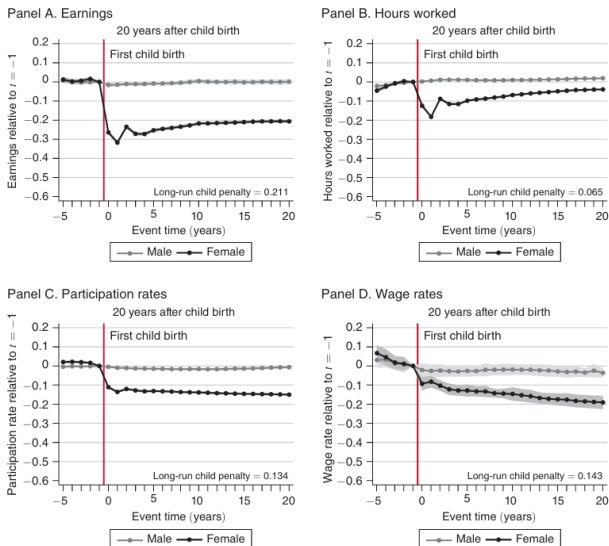 Panel A. Earnings
20 years after child birth
Earnings relative to t = −1
0.2
0.1
0
−0.1
−0.2
−0.3
−0.4
−0.5
−0.6
First child birth
Long-run child penalty = 0.211
−5 0 5 10 15 20
Event time (years)
Male Female
Panel B. Hours worked
20 years after child birth
Hours worked relative to t = −1
0.2
0.1
0
−0.1
−0.2
−0.3
−0.4
−0.5
−0.6
First child birth
Long-run child penalty = 0.065
−5 0 5 10 15 20
Event time (years)
Male Female
Panel C. Participation rates
20 years after child birth
Participation rate relative to t = −1
0.2
0.1
0
−0.1
−0.2
−0.3
−0.4
−0.5
−0.6
First child birth
Long-run child penalty = 0.134
−5 0 5 10 15 20
Event time (years)
Male Female
Panel D. Wage rates
20 years after child birth
Wage rate relative to t = −1
0.2
0.1
0
−0.1
−0.2
−0.3
−0.4
−0.5
−0.6
First child birth
Long-run child penalty = 0.143
−5 0 5 10 15 20
Event time (years)
Male Female